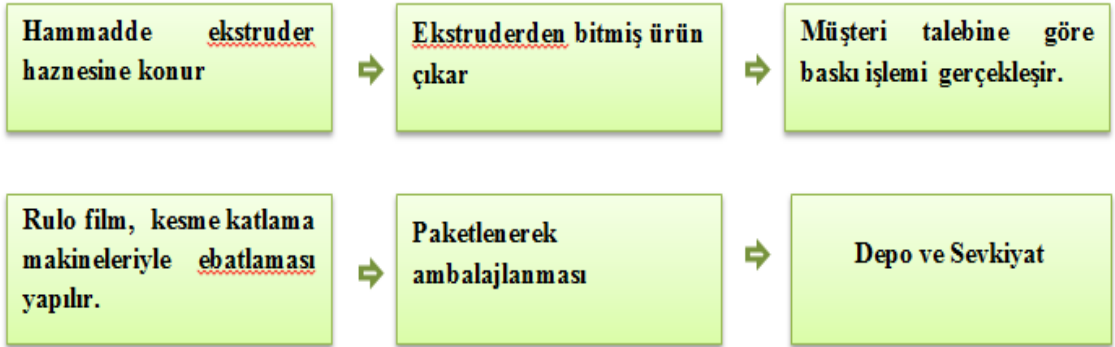 Hammadde ekstruder
haznesine konur
Ekstruderden bitmiş ürün
çıkar
Müşteri talebine göre
baskı işlemi gerçekleşir.
Rulo film, kesme katlama
makineleriyle ebatlaması
yapılır.
Paketlenerek
ambalajlanması
Depo ve Sevkiyat